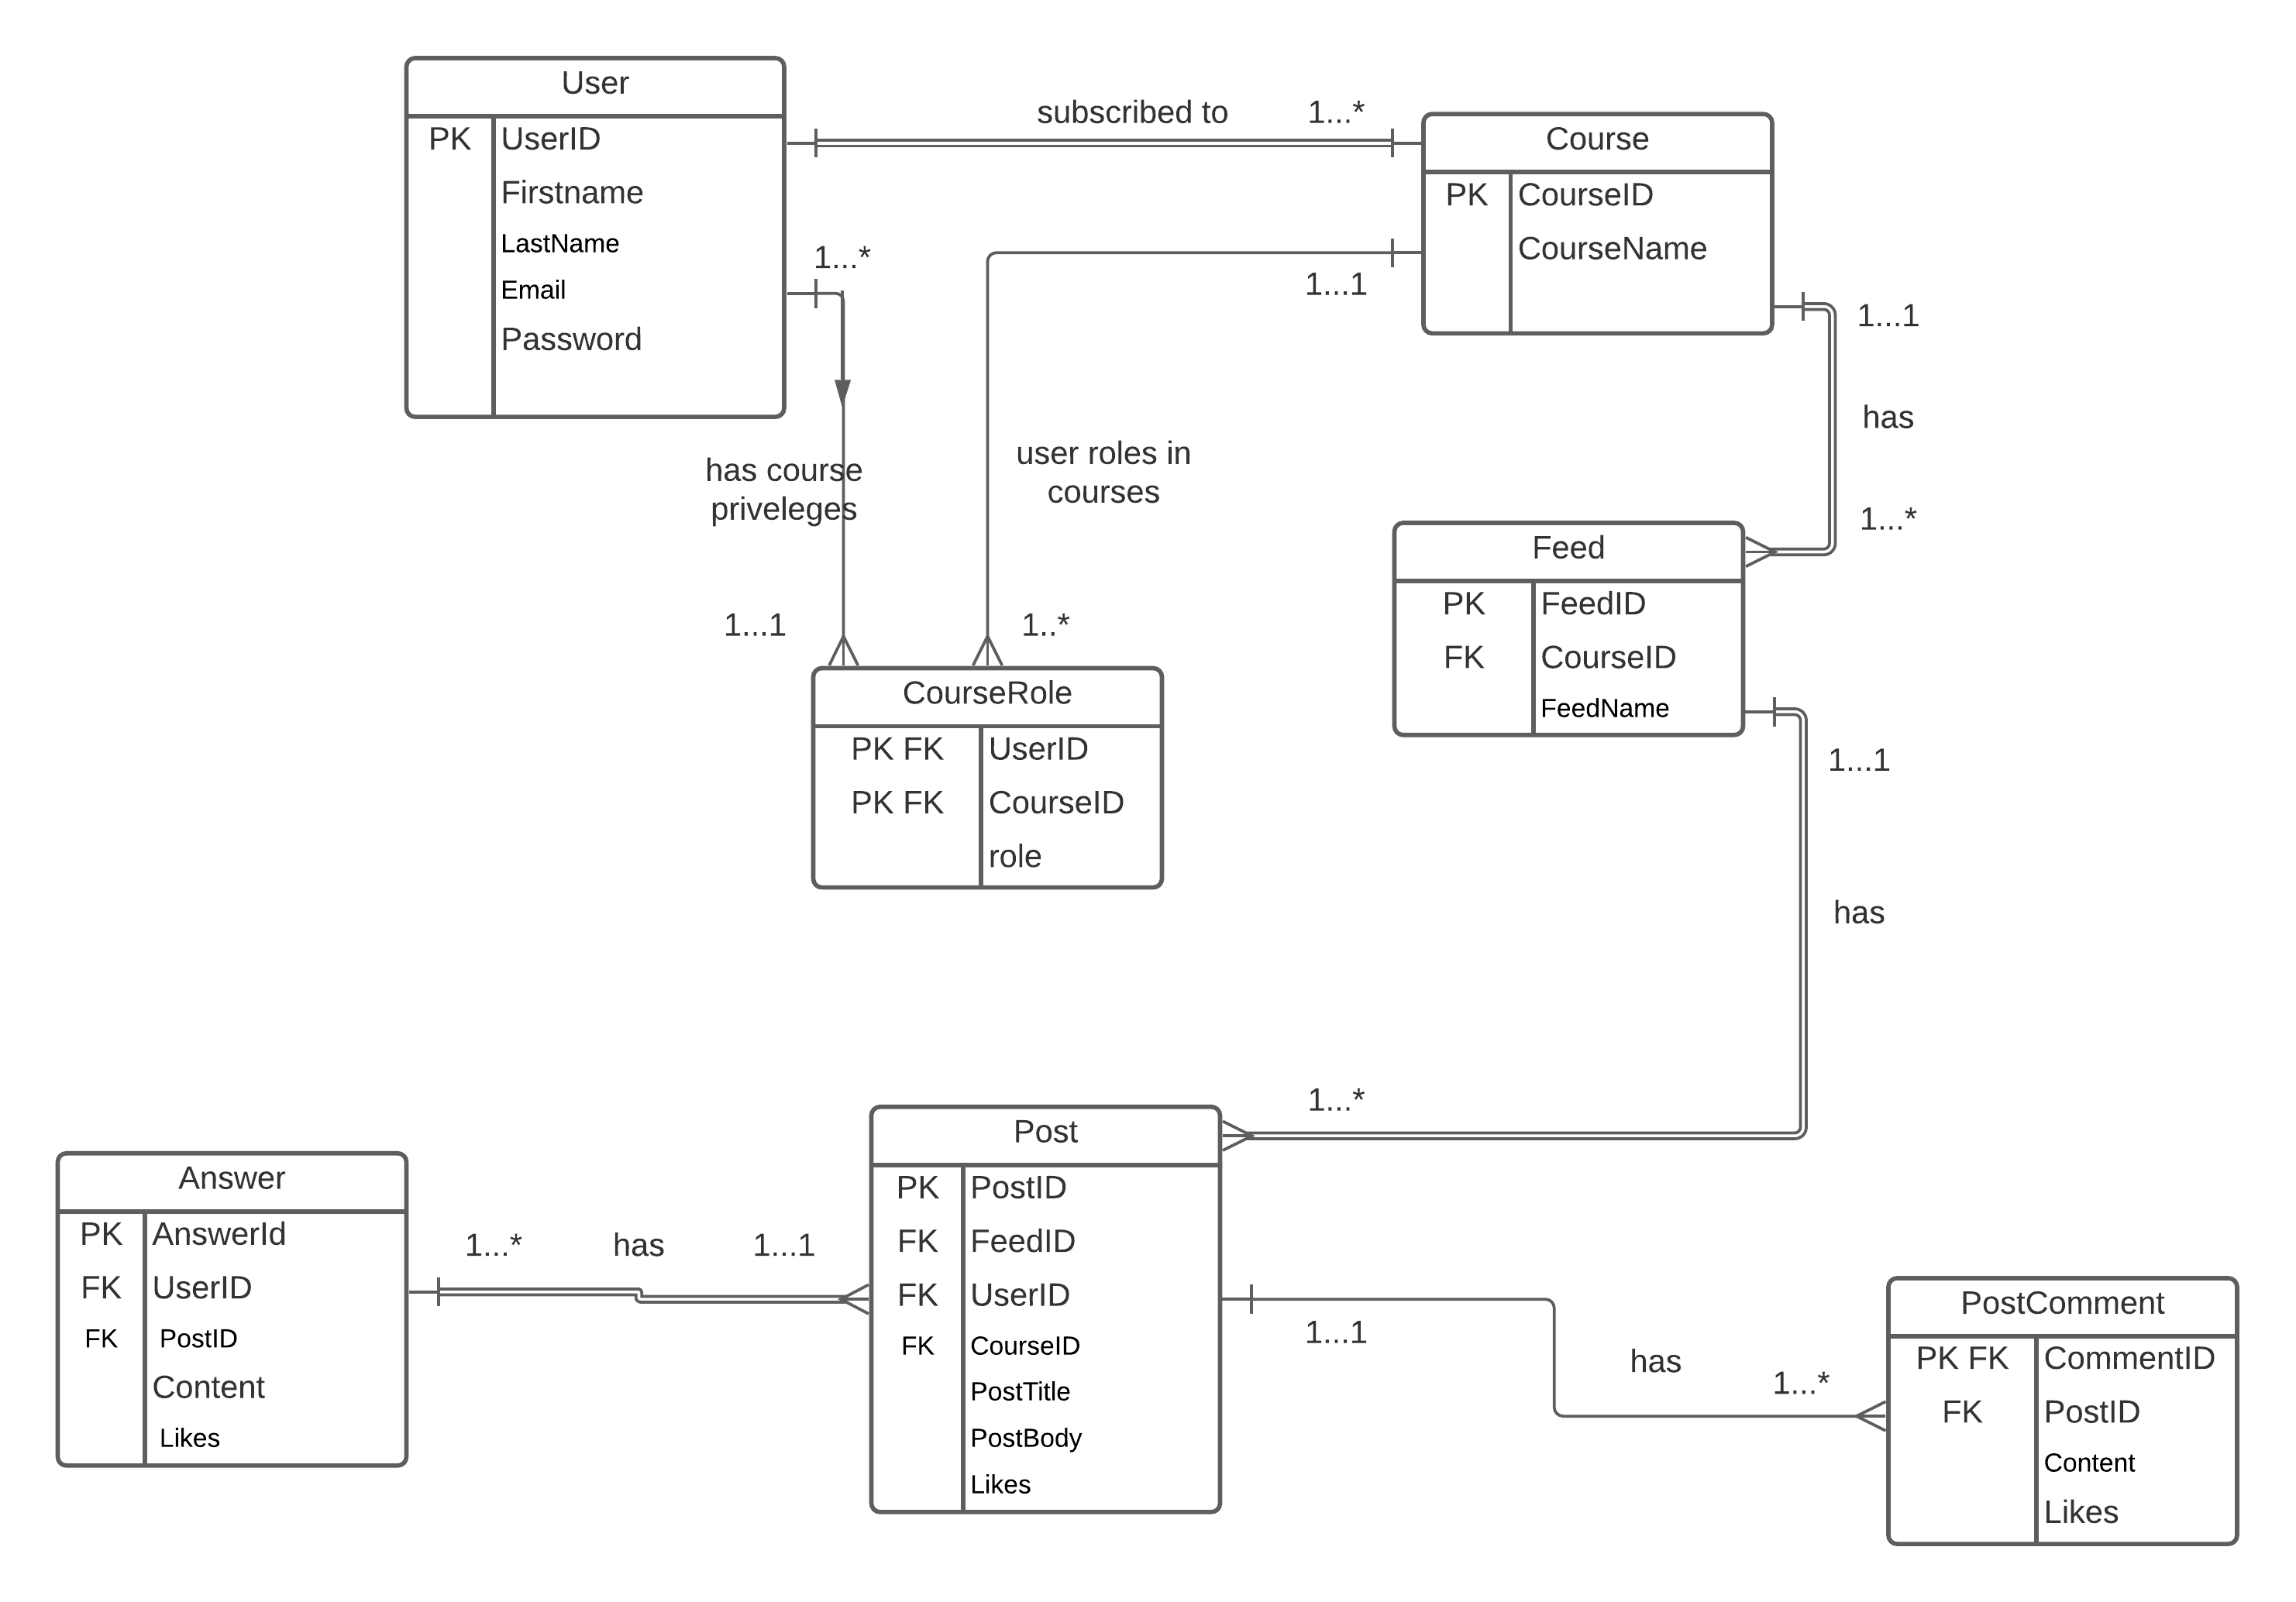 User
PK UserID
Firstname
LastName
Email
Password
subscribed to 1...*
Course
PK CourseID
CourseName
1...*
1...1
1...1
has
1...*
has course
priveleges
user roles in
courses
1...1
1..*
Feed
PK FeedID
FK CourseID
FeedName
CourseRole
PK FK UserID
PK FK CourseID
role
1...1
has
1...*
Answer
PK AnswerId
FK UserID
FK PostID
Content
Likes
1...* has 1...1
Post
PK PostID
FK FeedID
FK UserID
FK CourseID
PostTitle
PostBody
Likes
1...1
has
1...*
PostComment
PK FK CommentID
FK PostID
Content
Likes